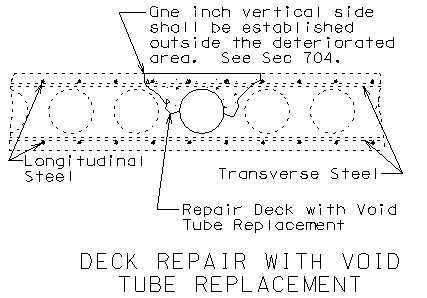 One inch vertical side
shall be established
outside the deteriorated
area. See Sec 704.
Longitudinal
Steel
Transverse Steel
Repair Deck with Void
Tube Replacement
DECK REPAIR WITH VOID
TUBE REPLACEMENT